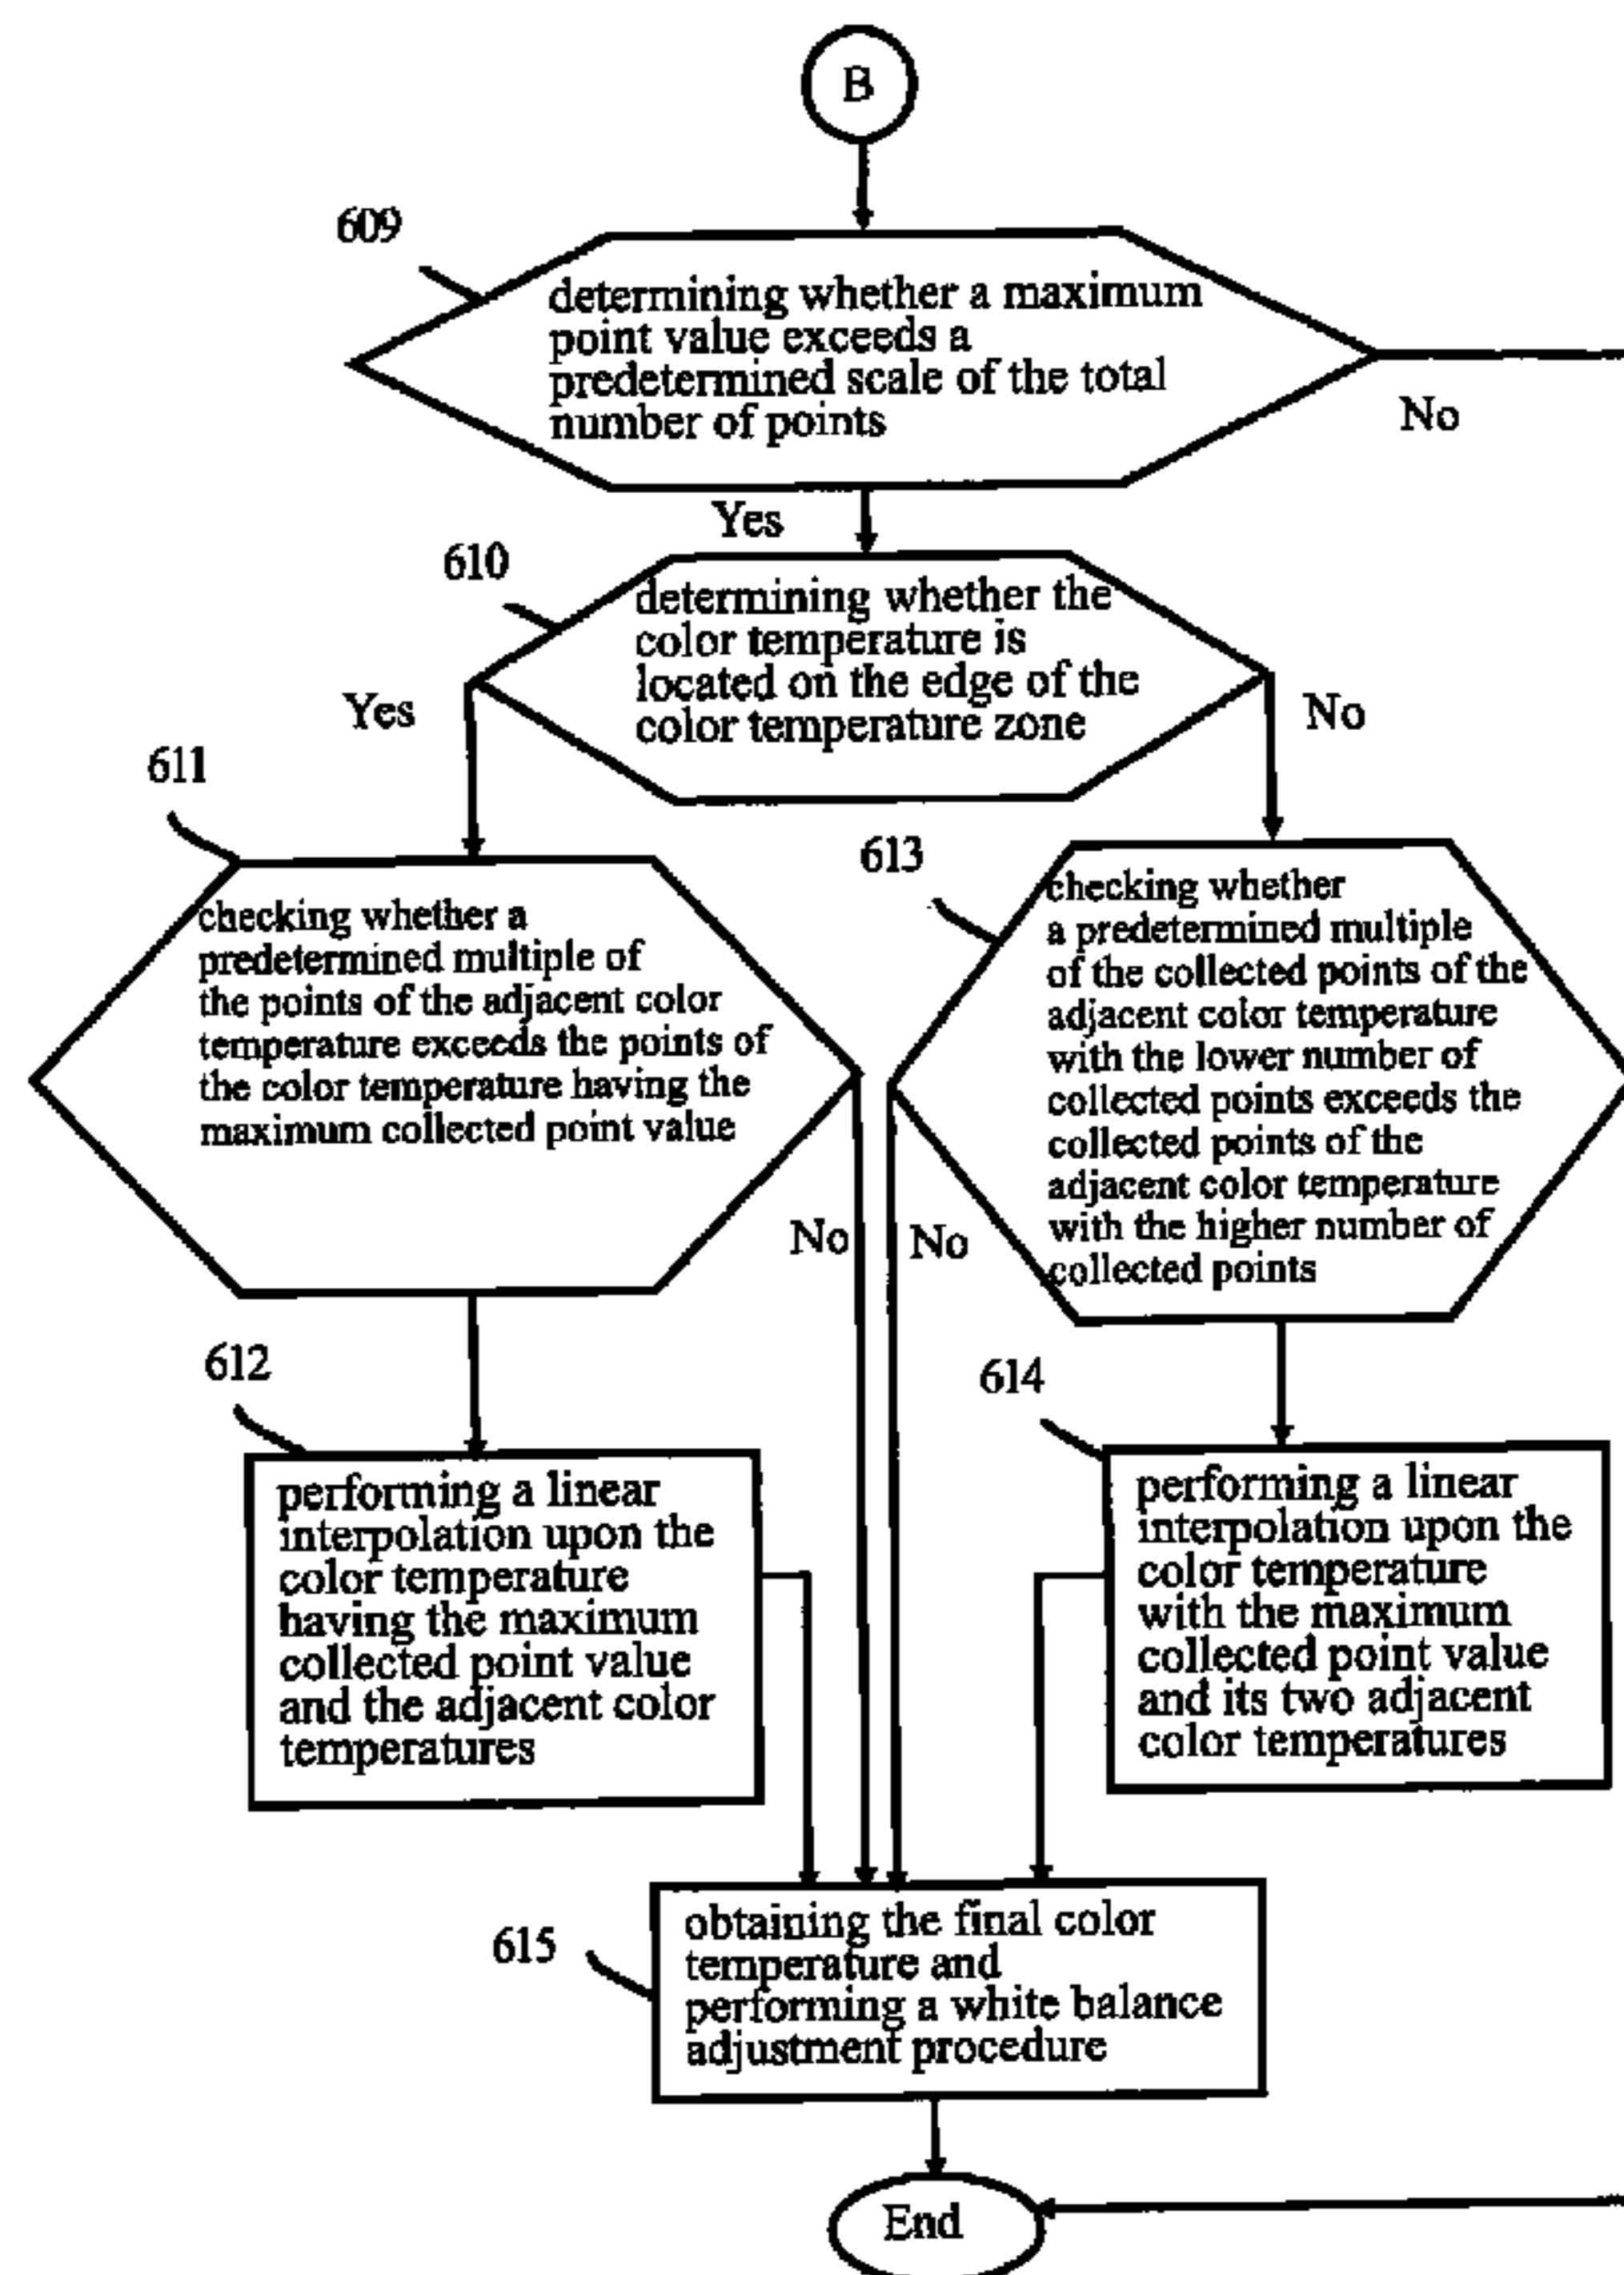 B
609
determining whether a maximum
point value exceeds a
predetermined scale of the total
number of points
No
Yes
610
determining whether the
color temperature is
located on the edge of the
color temperature zone
Yes
No
611
checking whether a
predetermined multiple of
the points of the adjacent color
temperature exceeds the points of
the color temperature having the
maximum collected point value
No
613
checking whether
a predetermined multiple
of the collected points of the
adjacent color temperature
with the lower number of
collected points exceeds the
collected points of the
adjacent color temperature
with the higher number of
collected points
No
612
performing a linear
interpolation upon the
color temperature
having the maximum
collected point value
and the adjacent color
temperatures
614
performing a linear
interpolation upon the
color temperature
with the maximum
collected point value
and its two adjacent
color temperatures
615
obtaining the final color
temperature and
performing a white balance
adjustment procedure
End